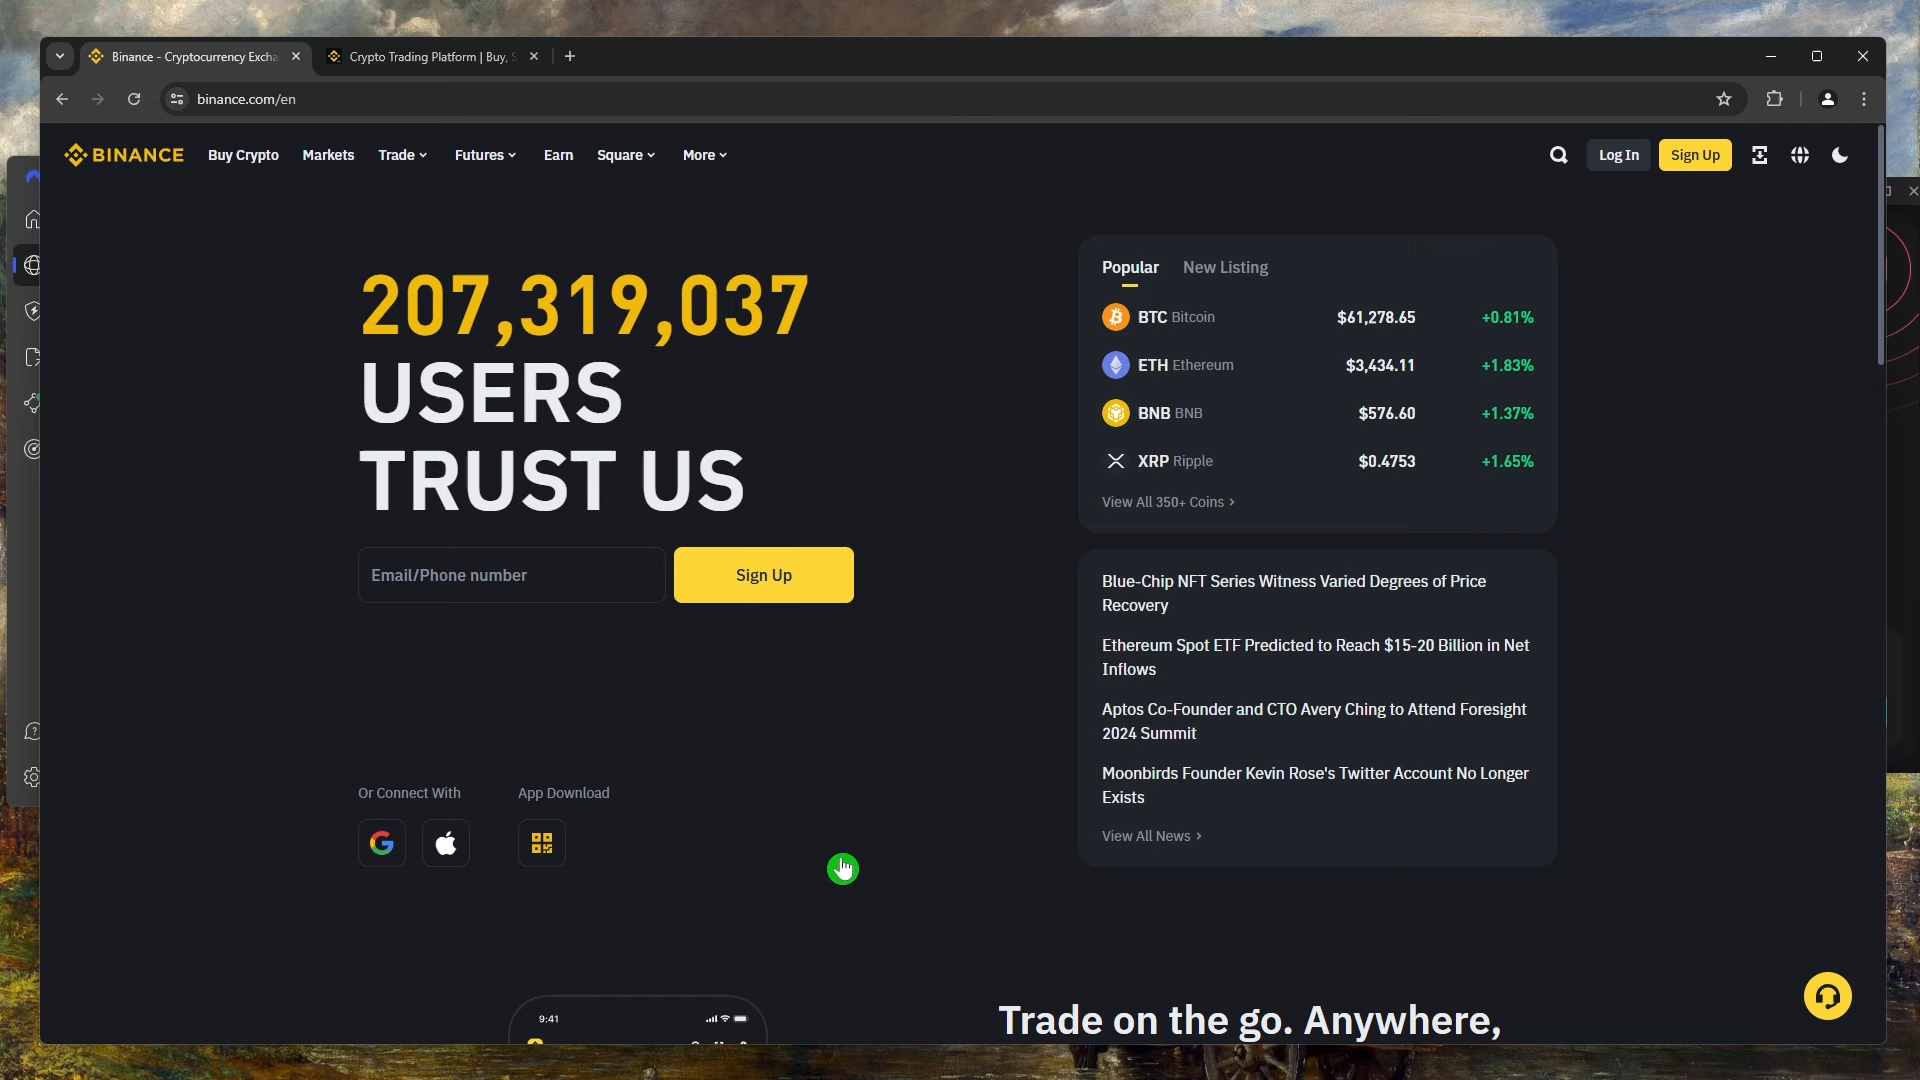 Binance - Cryptocurrency Excha
Crypto Trading Platform | Buy, S
binance.com/en
BINANCE
Buy Crypto
Markets
Trade
Futures
Earn
Square
More
Log In
Sign Up
207,319,037
USERS
TRUST US
Email/Phone number
Sign Up
Or Connect With
App Download
Popular
New Listing
BTC Bitcoin $61,278.65 +0.81%
ETH Ethereum $3,434.11 +1.83%
BNB BNB $576.60 +1.37%
XRP Ripple $0.4753 +1.65%
View All 350+ Coins >
Blue-Chip NFT Series Witness Varied Degrees of Price
Recovery
Ethereum Spot ETF Predicted to Reach $15-20 Billion in Net
Inflows
Aptos Co-Founder and CTO Avery Ching to Attend Foresight
2024 Summit
Moonbirds Founder Kevin Rose's Twitter Account No Longer
Exists
View All News >
9:41
Trade on the go. Anywhere,